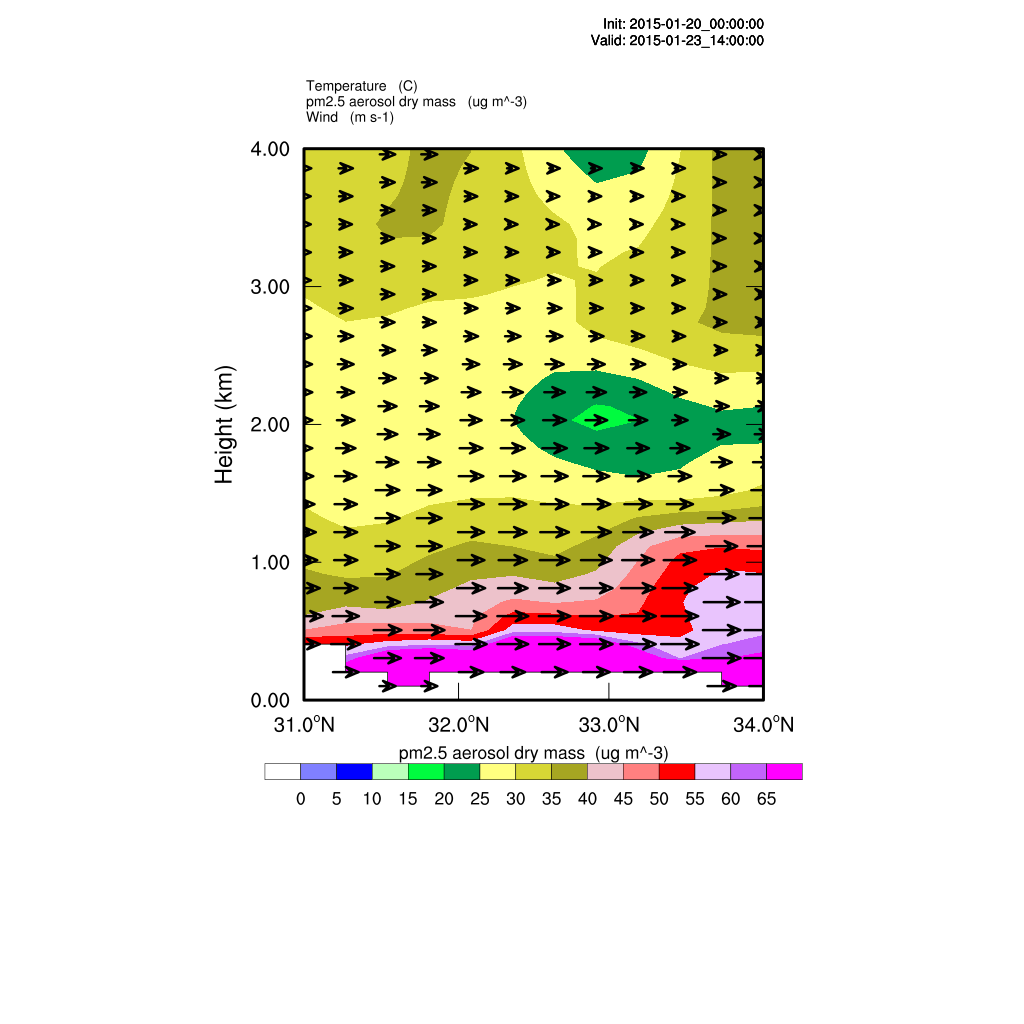 Init: 2015-01-20_00:00:00
Valid: 2015-01-23_14:00:00
Temperature (C)
pm2.5 aerosol dry mass (ug m^-3)
Wind (m s-1)
4.00
3.00
2.00
1.00
0.00
Height (km)
31.0°N 32.0°N 33.0°N 34.0°N
pm2.5 aerosol dry mass (ug m^-3)
0 5 10 15 20 25 30 35 40 45 50 55 60 65